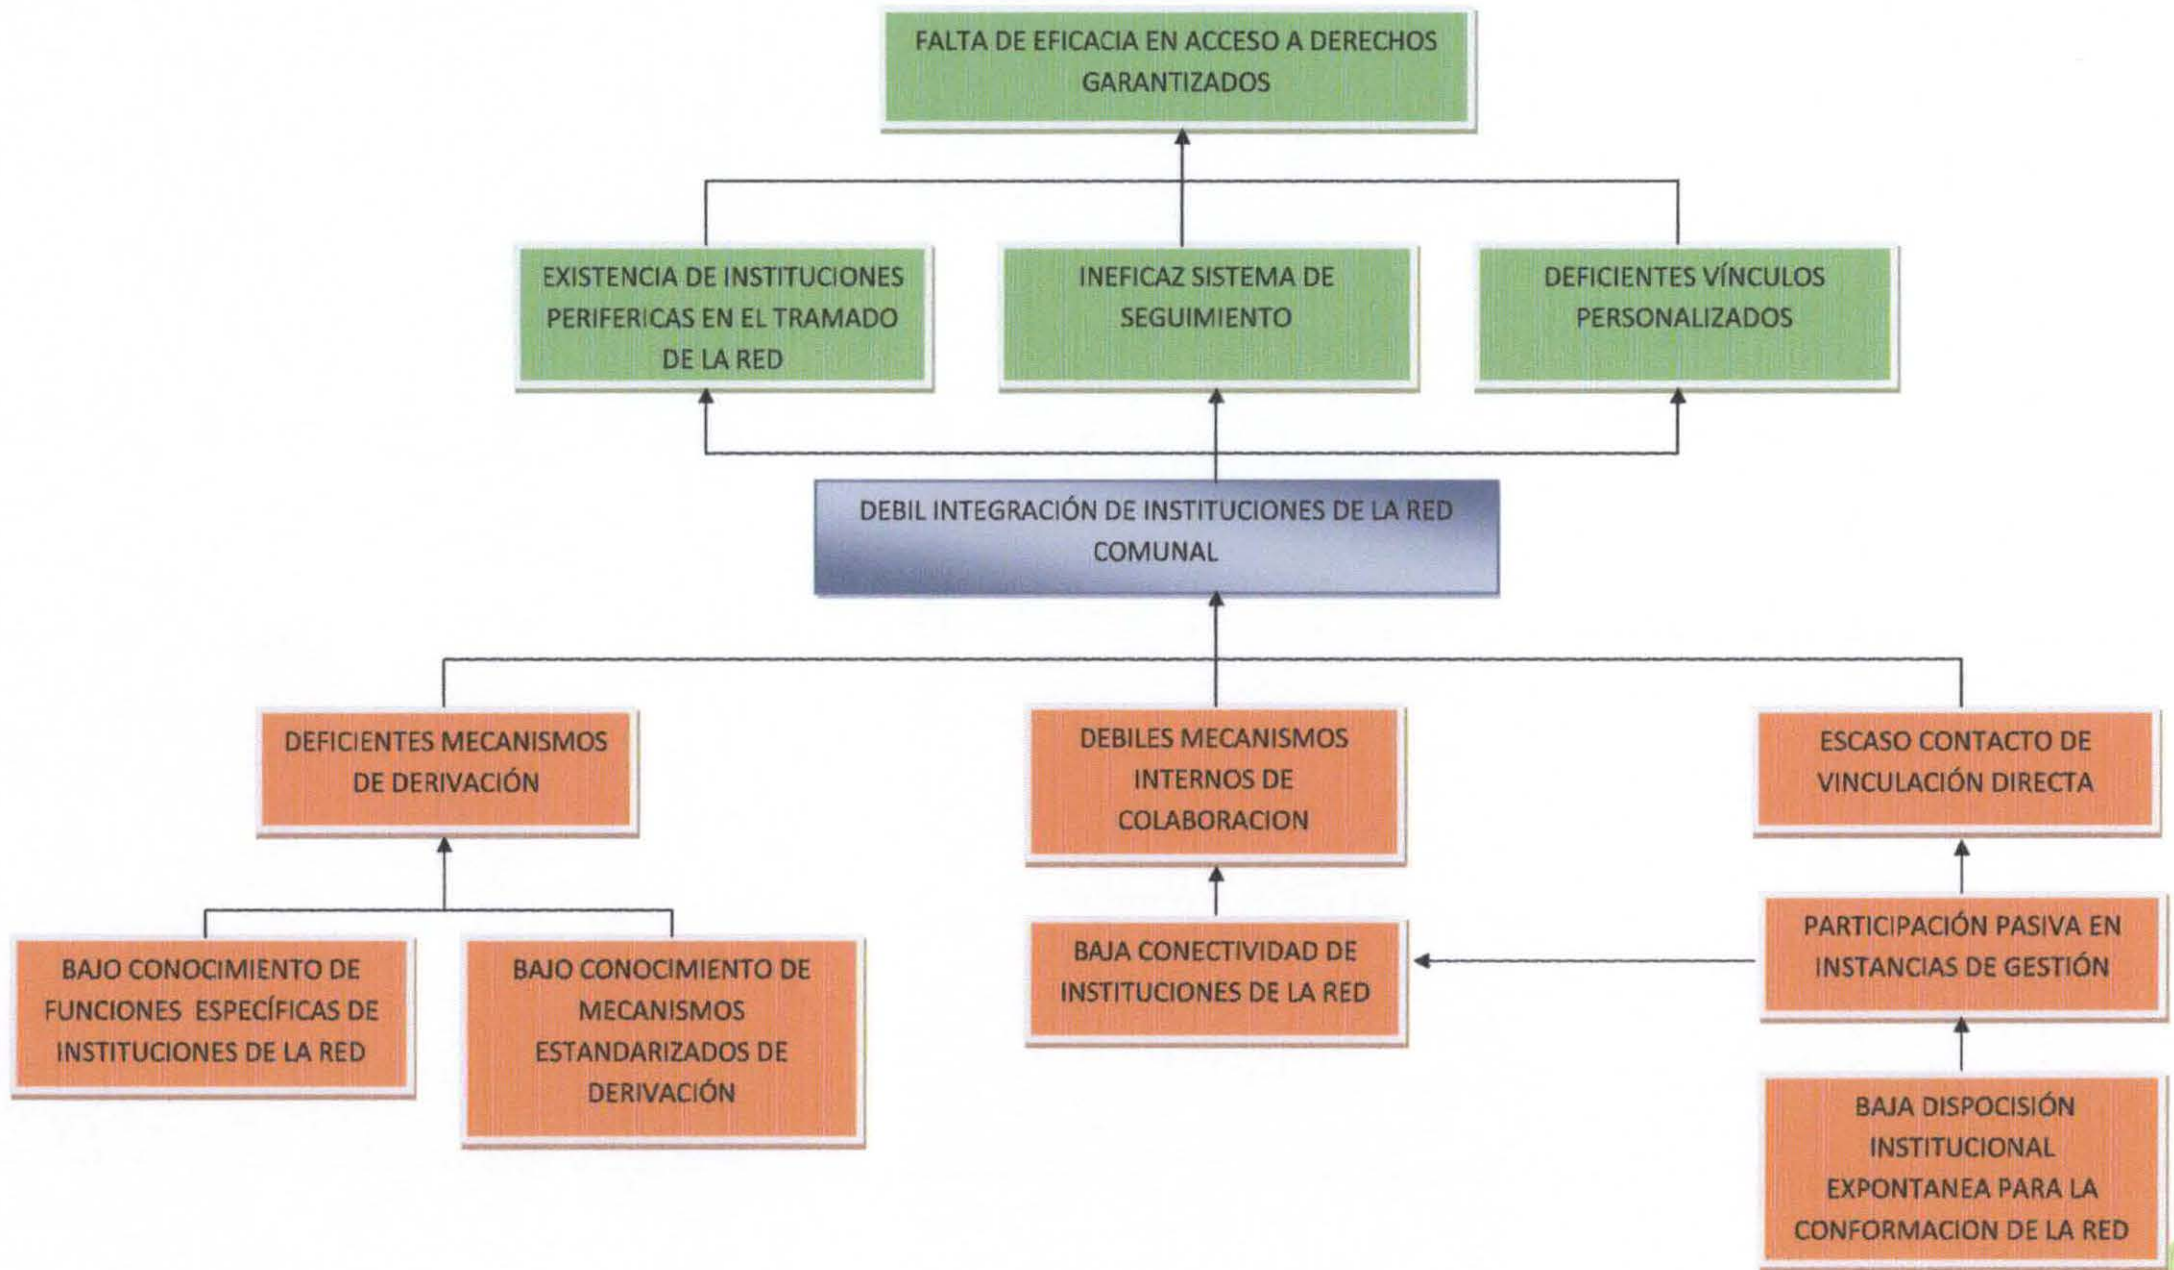 FALTA DE EFICACIA EN ACCESO A DERECHOS
GARANTIZADOS
EXISTENCIA DE INSTITUCIONES
PERIFERICAS EN EL TRAMADO
DE LA RED
INEFICAZ SISTEMA DE
SEGUIMIENTO
DEFICIENTES VÍNCULOS
PERSONALIZADOS
DEBIL INTEGRACIÓN DE INSTITUCIONES DE LA RED
COMUNAL
DEFICIENTES MECANISMOS
DE DERIVACIÓN
DEBILES MECANISMOS
INTERNOS DE
COLABORACION
ESCASO CONTACTO DE
VINCULACIÓN DIRECTA
BAJO CONOCIMIENTO DE
FUNCIONES ESPECÍFICAS DE
INSTITUCIONES DE LA RED
BAJO CONOCIMIENTO DE
MECANISMOS
ESTANDARIZADOS DE
DERIVACIÓN
BAJA CONECTIVIDAD DE
INSTITUCIONES DE LA RED
PARTICIPACIÓN PASIVA EN
INSTANCIAS DE GESTIÓN
BAJA DISPOCISIÓN
INSTITUCIONAL
EXPONTANEA PARA LA
CONFORMACION DE LA RED